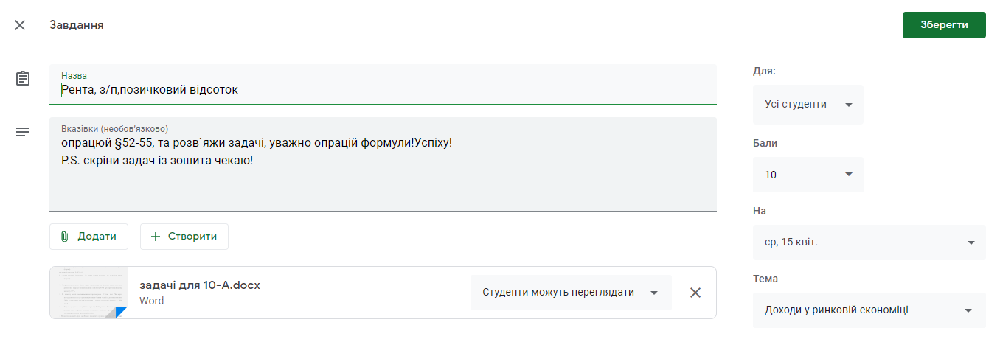 Завдання
Зберегти
Назва
Рента, з/п,позичковий відсоток
Вказівки (необов'язково)
опрацюй §52-55, та розв`яжи задачі, уважно опрацій формули!Успіху!
P.S. скріни задач із зошита чекаю!
Додати
Створити
задачі для 10-А.docx
Word
Студенти можуть переглядати
Для:
Усі студенти
Бали
10
На
ср, 15 квіт.
Тема
Доходи у ринковій економіці